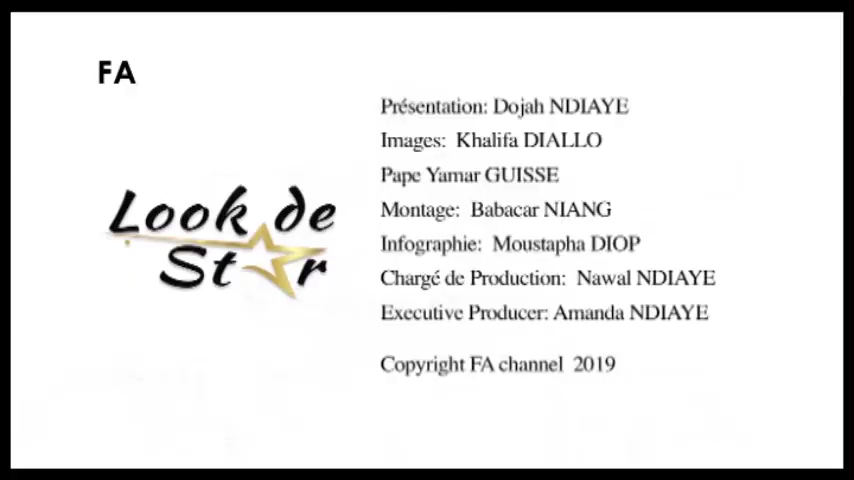 FA
Look de
Star
Présentation: Dojah NDIAYE
Images: Khalifa DIALLO
Pape Yamar GUISSE
Montage: Babacar NIANG
Infographie: Moustapha DIOP
Chargé de Production: Nawal NDIAYE
Executive Producer: Amanda NDIAYE
Copyright FA channel 2019